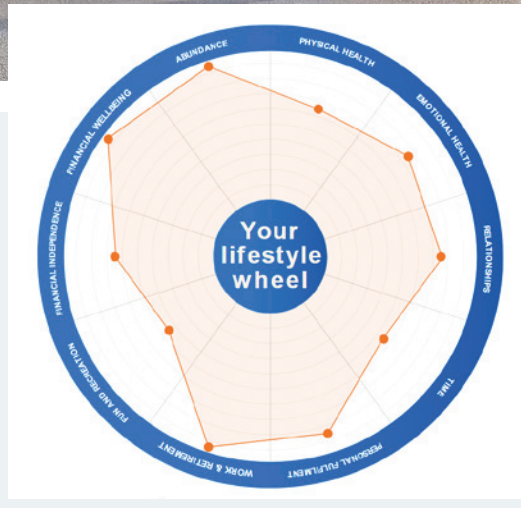 ABUNDANCE
PHYSICAL HEALTH
EMOTIONAL HEALTH
RELATIONSHIPS
TIME
PERSONAL FULFILMENT
WORK & RETIREMENT
FUN AND RECREATION
FINANCIAL INDEPENDENCE
FINANCIAL WELLBEING
Your
lifestyle
wheel